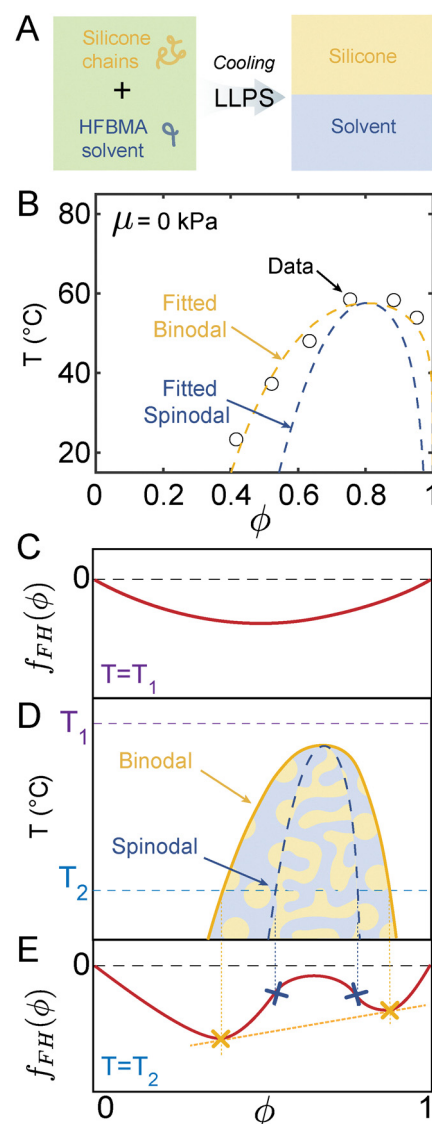 A
Silicone
chains
+
HFBMA
solvent
Cooling
LLPS
Silicone
Solvent
B
μ = 0 kPa
Data
Fitted
Binodal
Fitted
Spinodal
T (°C)
80
60
40
20
0 0.2 0.4 0.6 0.8 1
ϕ
C
0
f_FH(ϕ)
T=T₁
D
T₁
Binodal
T (°C)
Spinodal
T₂
E
0
f_FH(ϕ)
T=T₂
0 ϕ 1